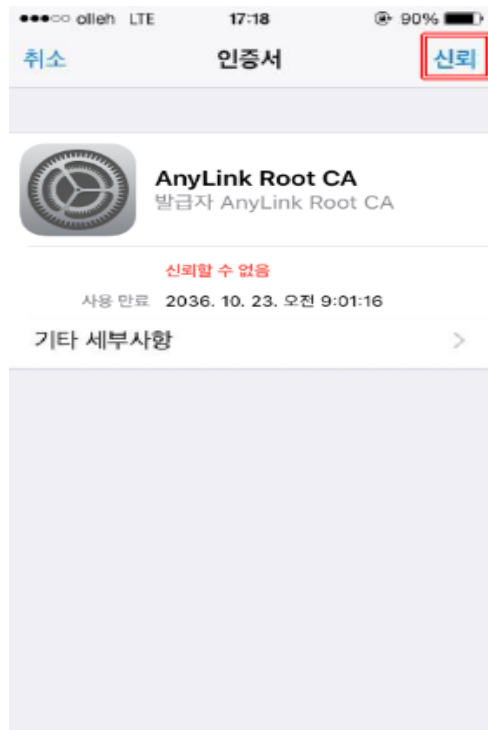 olleh LTE 17:18 90%
취소 인증서 신뢰
AnyLink Root CA
발급자 AnyLink Root CA
신뢰할 수 없음
사용 만료 2036. 10. 23. 오전 9:01:16
기타 세부사항